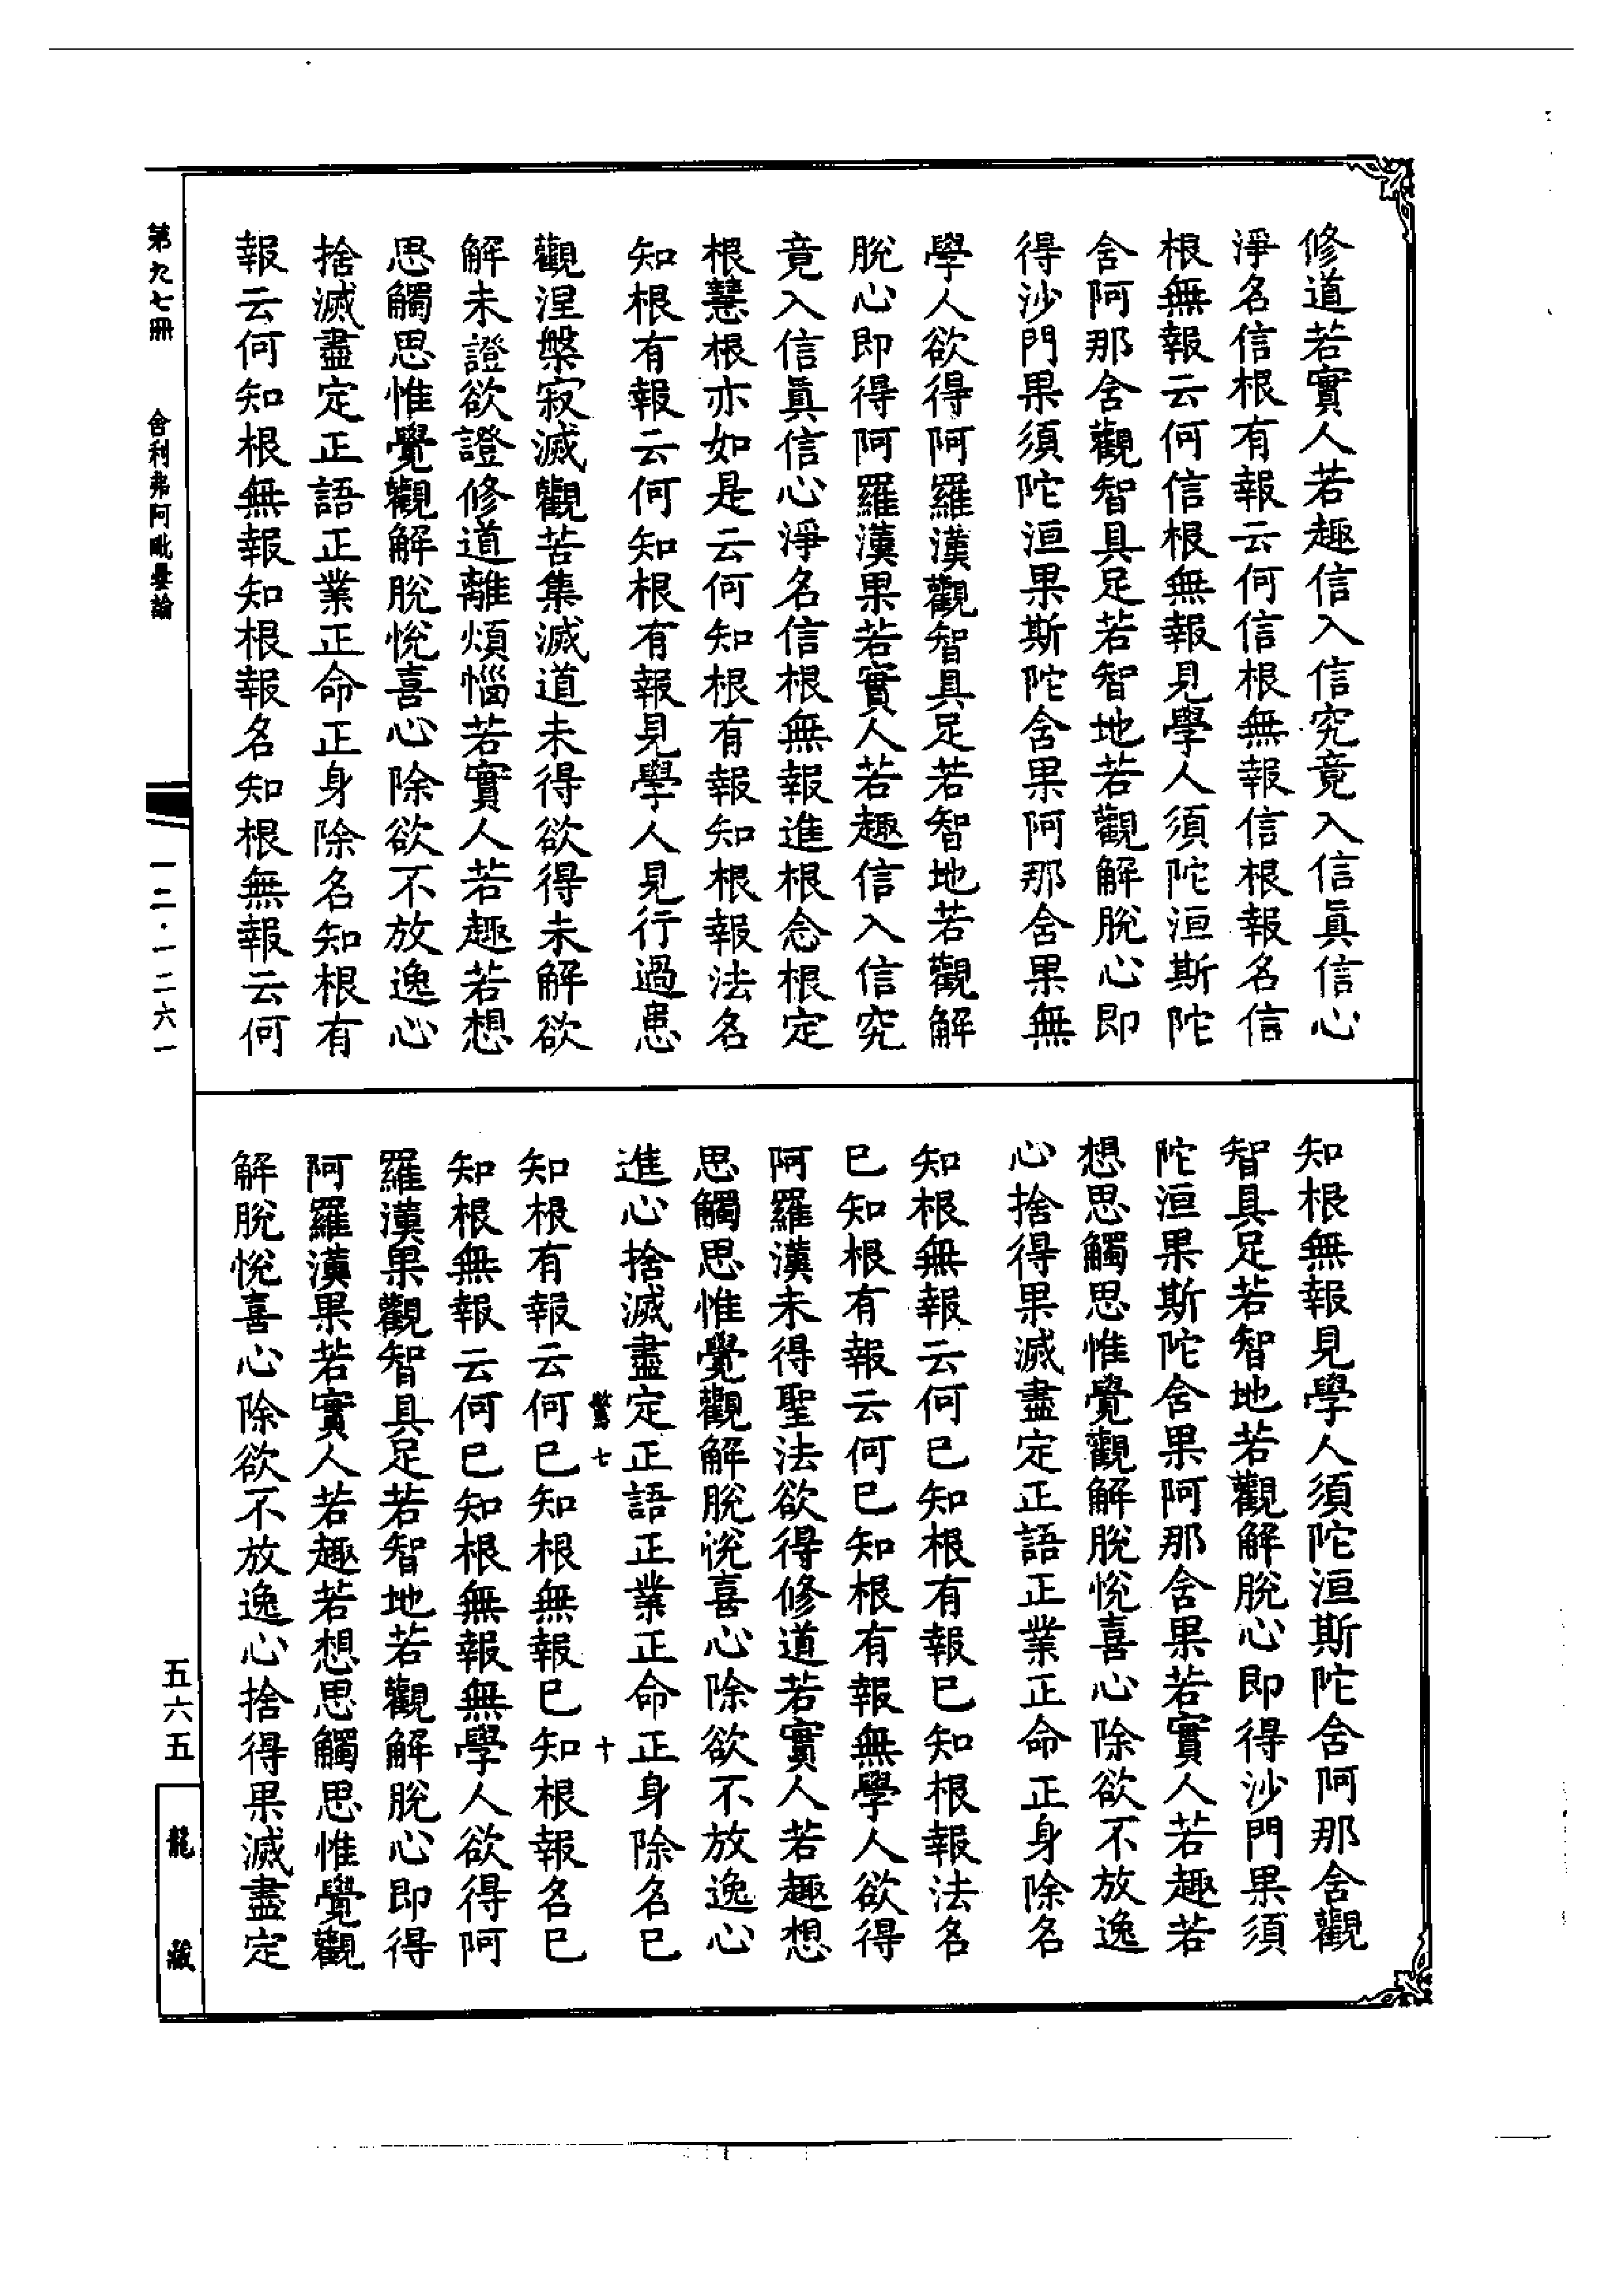 修道若實人若趣信入信究竟入信真信心
淨名信根有報云何信根無報信根報名信
根無報云何信根無報見學人須陀洹斯陀
舍阿那舍觀智具足若智地若觀解脫心即
得沙門果須陀洹果斯陀舍果阿那舍果無
學人欲得阿羅漢觀智具足若智地若觀解
脫心即得阿羅漢果若實人若趣信入信究
竟入信真信心淨名信根無報進根念根定
根慧根亦如是云何知根有報知根報法名
知根有報云何知根有報見學人見行過患
觀涅槃寂滅觀苦集滅道未得欲得未解欲
解未證欲證修道離煩惱若實人若趣若想
思觸思惟覺觀解脫悅喜心除欲不放逸心
捨滅盡定正語正業正命正身除名知根有
報云何知根無報知根報名知根無報云何
知根無報見學人須陀洹斯陀舍阿那舍觀
智具足若智地若觀解脫心即得沙門果須
陀洹果斯陀舍果阿那舍果若實人若趣若
想思觸思惟覺觀解脫悅喜心除欲不放逸
心捨得果滅盡定正語正業正命正身除名
知根無報云何已知根有報已知根報法名
已知根有報云何已知根有報無學人欲得
阿羅漢未得聖法欲得修道若實人若趣想
思觸思惟覺觀解脫悅喜心除欲不放逸心
進心捨滅盡定正語正業正命正身除名已
驚七 十
知根有報云何已知根無報已知根報名已
知根無報云何已知根無報無學人欲得阿
羅漢果觀智具足若智地若觀解脫心即得
阿羅漢果若實人若趣若想思觸思惟覺觀
解脫悅喜心除欲不放逸心捨得果滅盡定
第九七冊 舍利弗阿毗曇論 一二·一二六一
五六五 龍藏